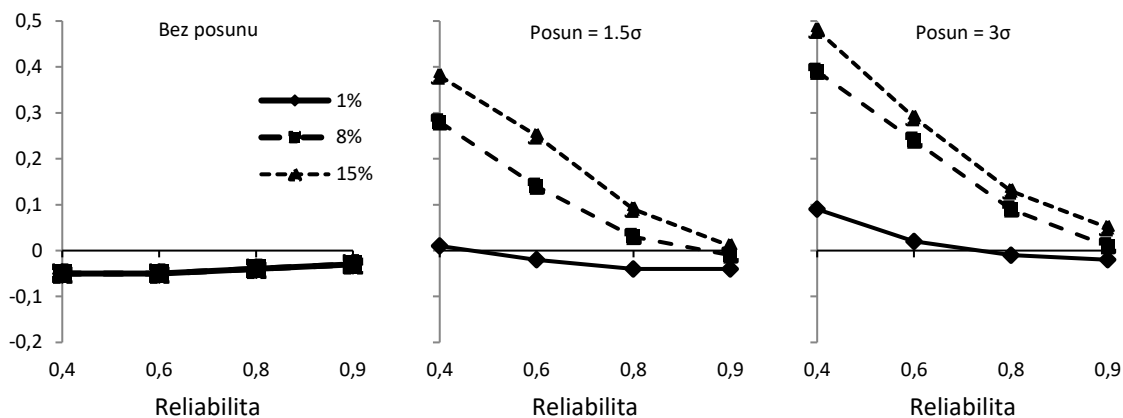 0,5
0,4
0,3
0,2
0,1
0
-0,1
-0,2
Bez posunu
1%
8%
15%
0,4 0,6 0,8 0,9
Reliabilita
Posun = 1.5σ
0,4 0,6 0,8 0,9
Reliabilita
Posun = 3σ
0,4 0,6 0,8 0,9
Reliabilita